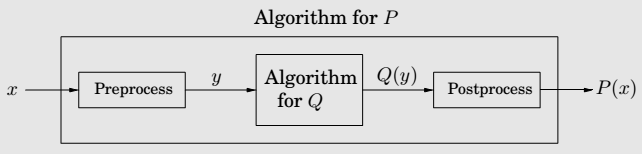 Algorithm for P
x
Preprocess
y
Algorithm
for Q
Q(y)
Postprocess
P(x)